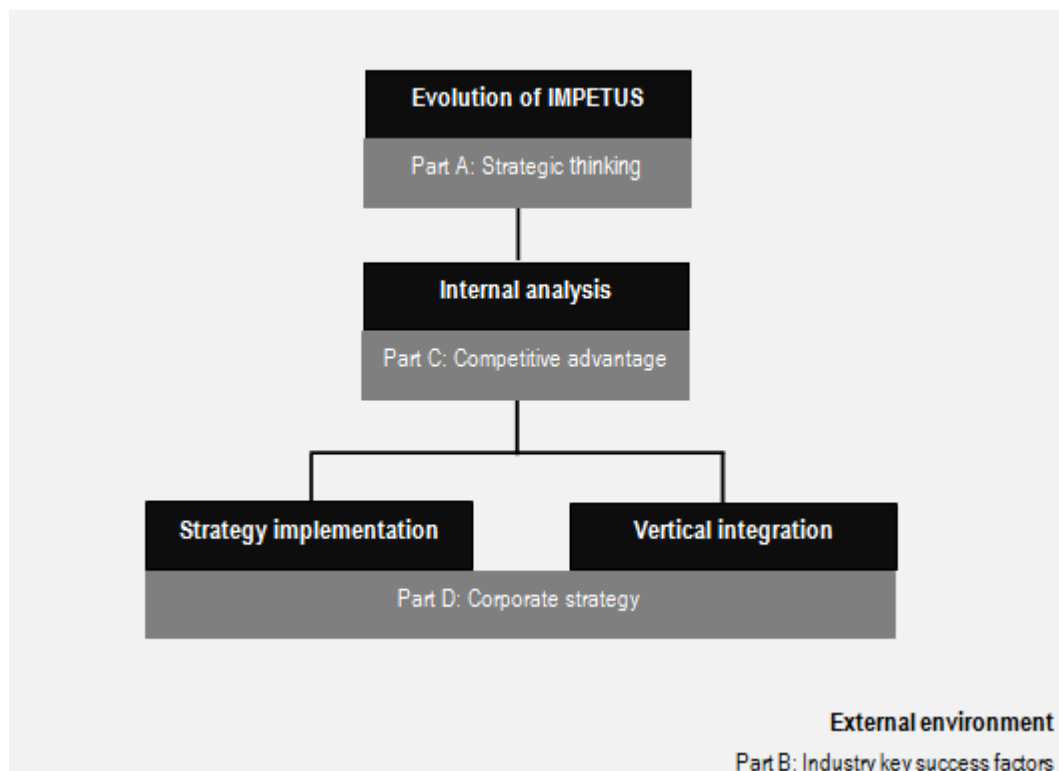 Evolution of IMPETUS
Part A: Strategic thinking
Internal analysis
Part C: Competitive advantage
Strategy implementation
Vertical integration
Part D: Corporate strategy
External environment
Part B: Industry key success factors